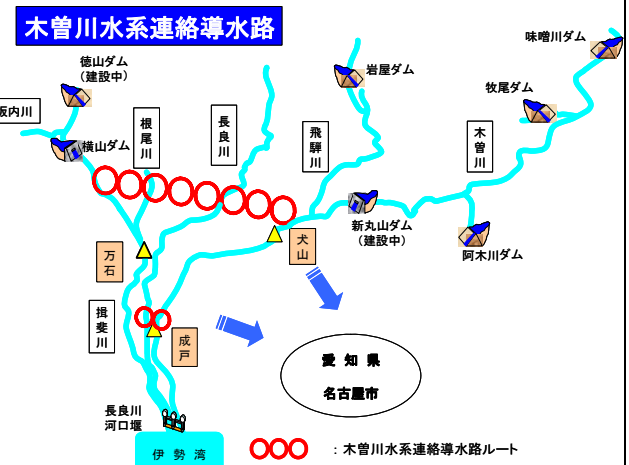 木曽川水系連絡導水路
徳山ダム
(建設中)
坂内川
横山ダム
根尾川
長良川
飛騨川
岩屋ダム
味噌川ダム
牧尾ダム
木曽川
新丸山ダム
(建設中)
阿木川ダム
犬山
万石
揖斐川
成戸
愛知県
名古屋市
長良川
河口堰
伊勢湾
:木曽川水系連絡導水路ルート